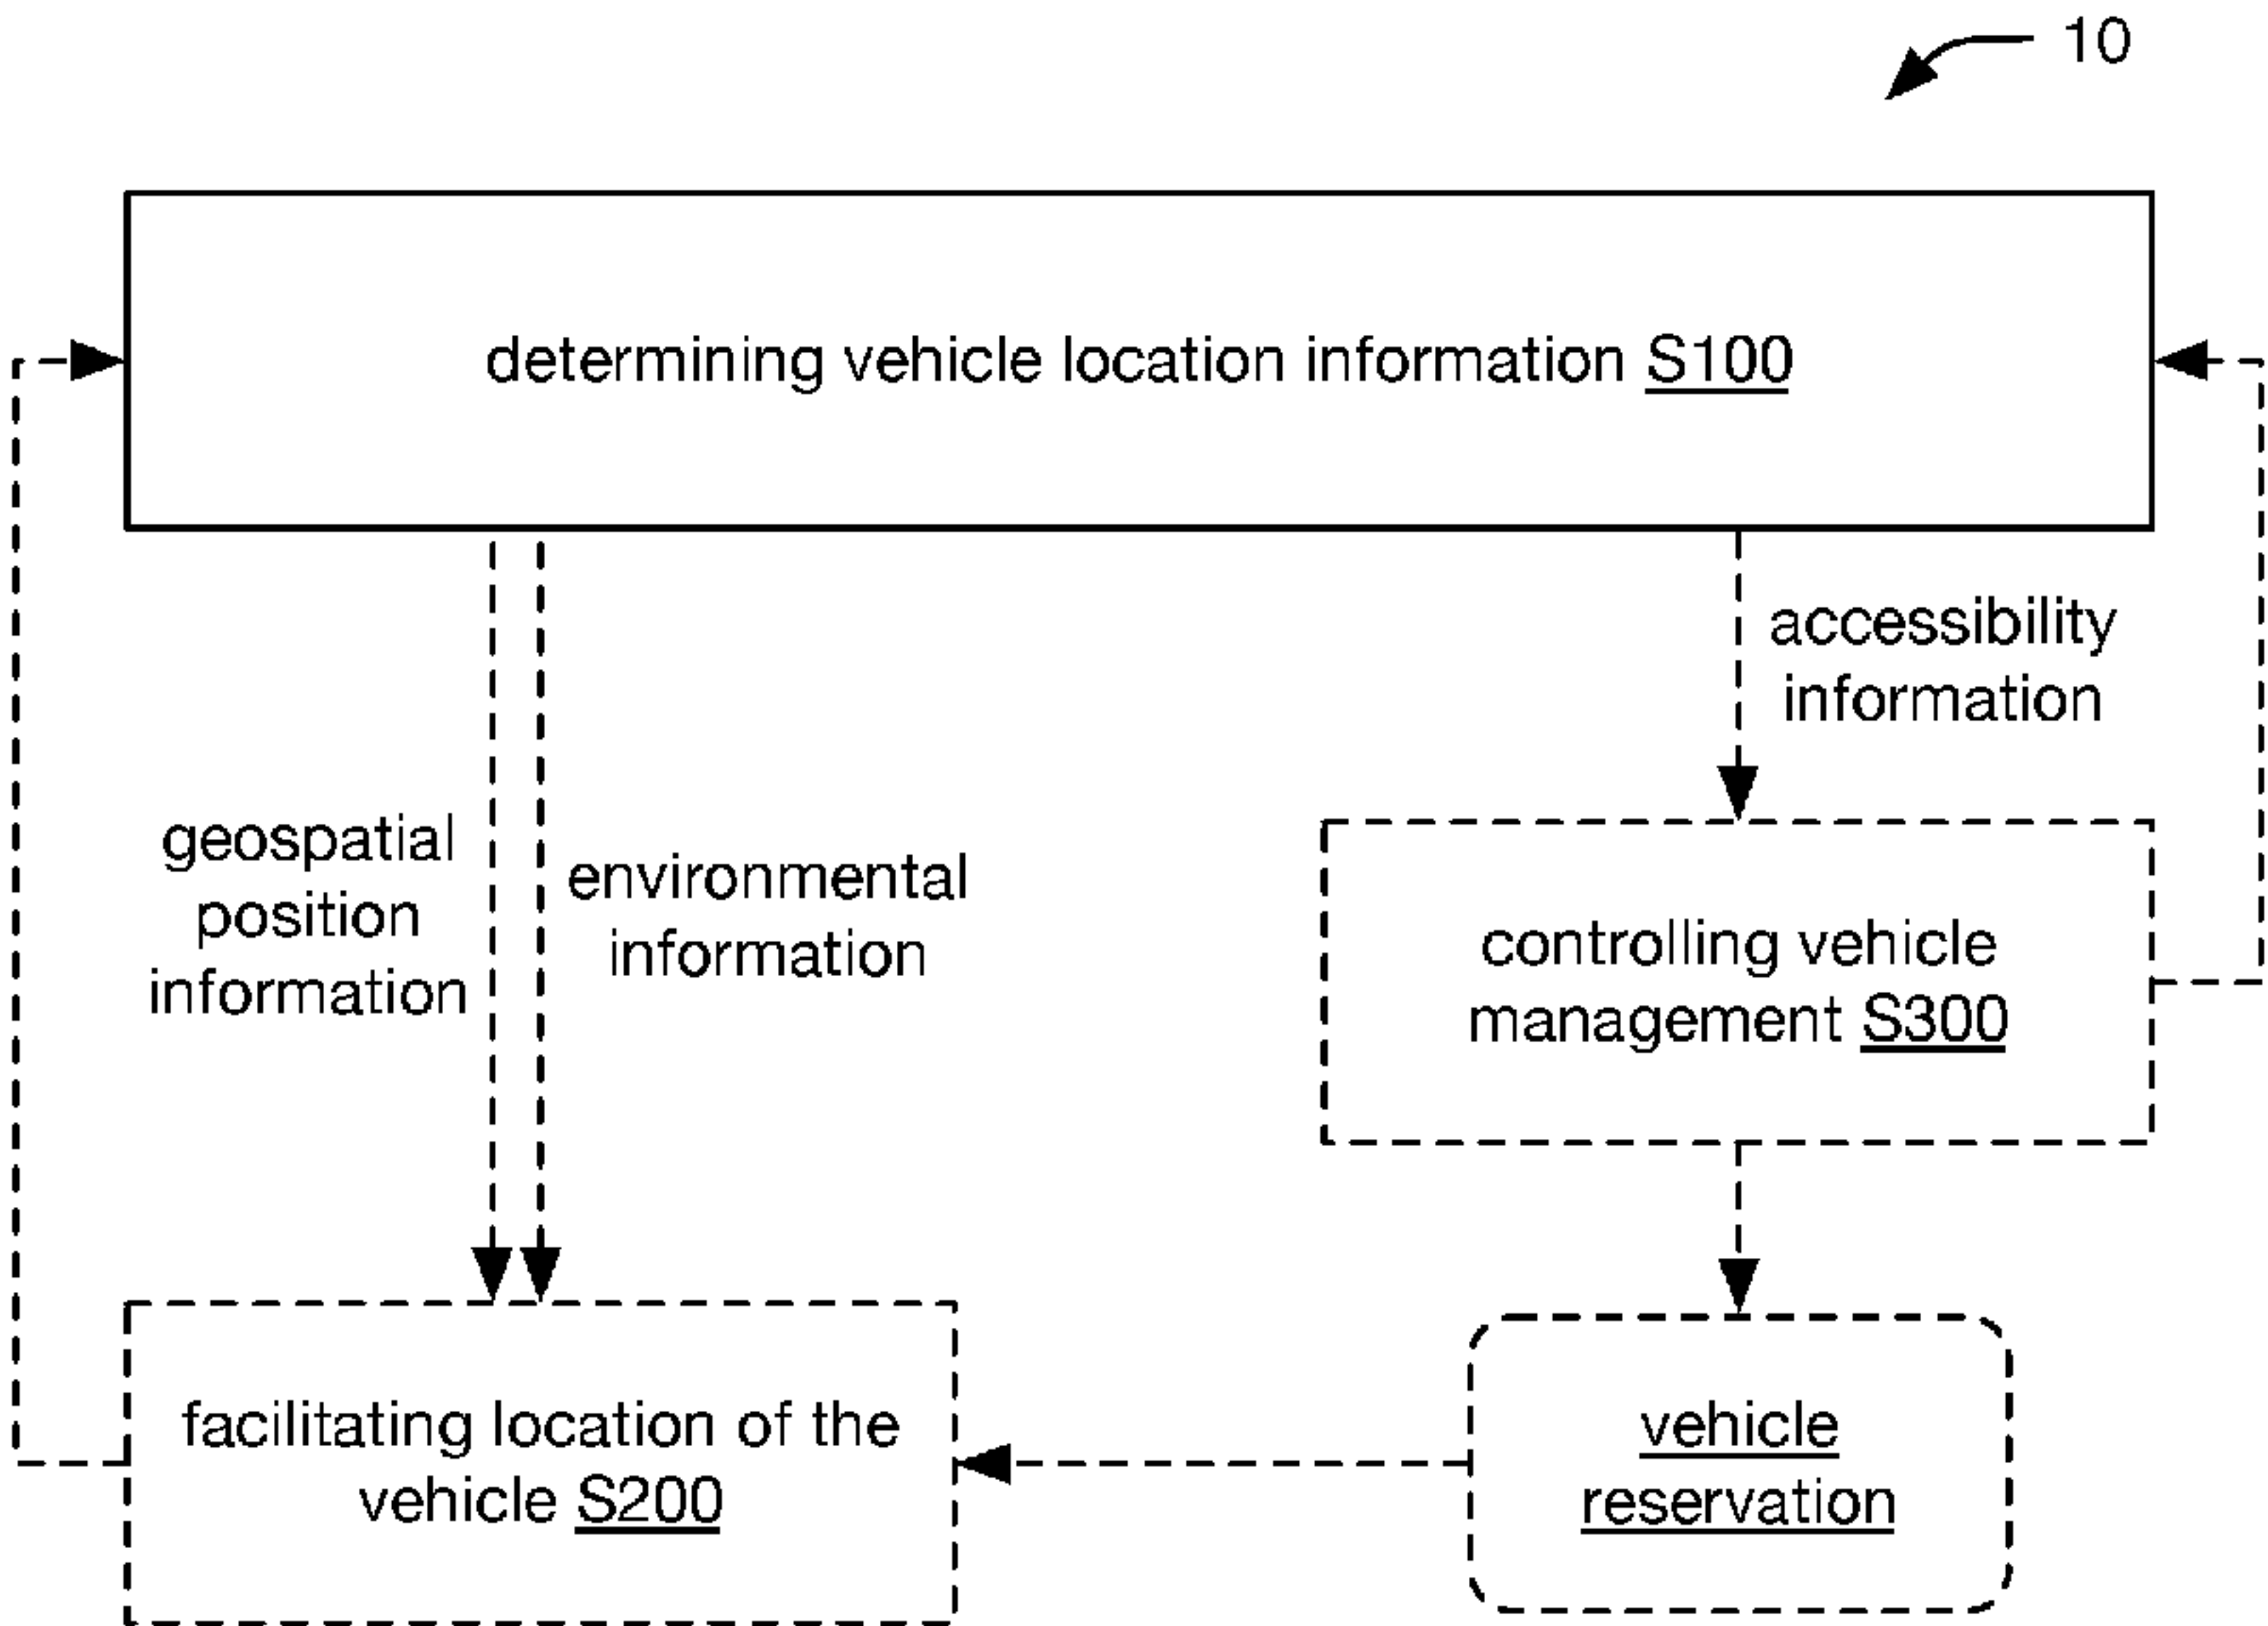 10
determining vehicle location information S100
accessibility
information
geospatial
position
information
environmental
information
controlling vehicle
management S300
facilitating location of the
vehicle S200
vehicle
reservation